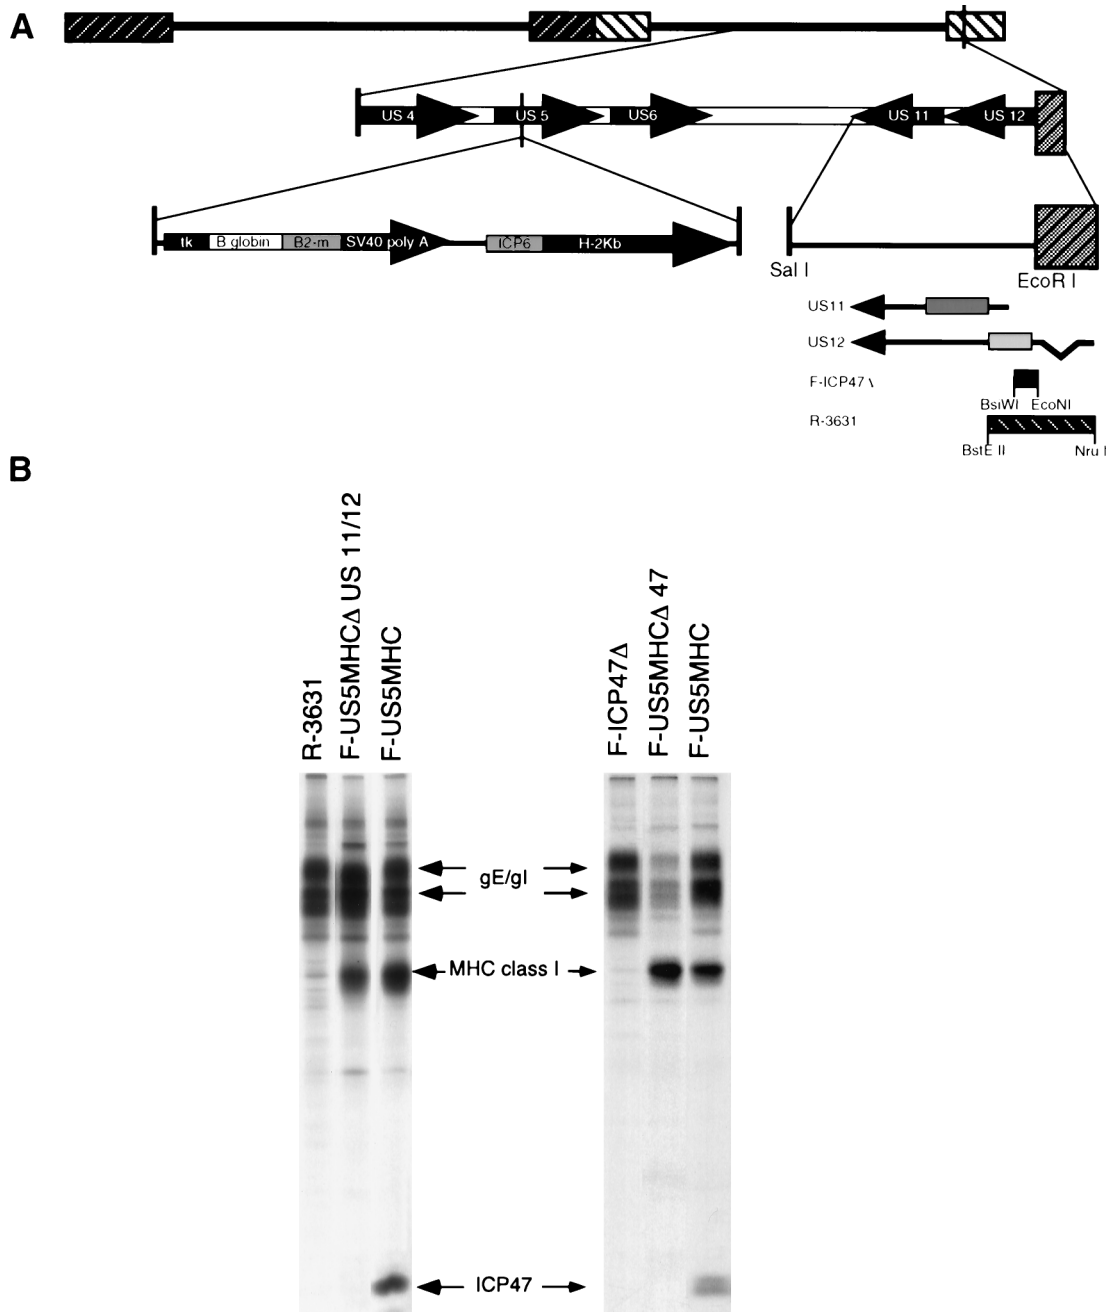 A
US 4
US 5
US6
US 11
US 12
tk
B globin
B2-m
SV40 poly A
ICP6
H-2Kb
Sal I
EcoR I
US11
US12
F-ICP47 \
BsiWI
EcoNI
R-3631
BstE II
Nru I
B
R-3631
F-US5MHCΔ US 11/12
F-US5MHC
F-ICP47Δ
F-US5MHCΔ 47
F-US5MHC
gE/gI
MHC class I
ICP47